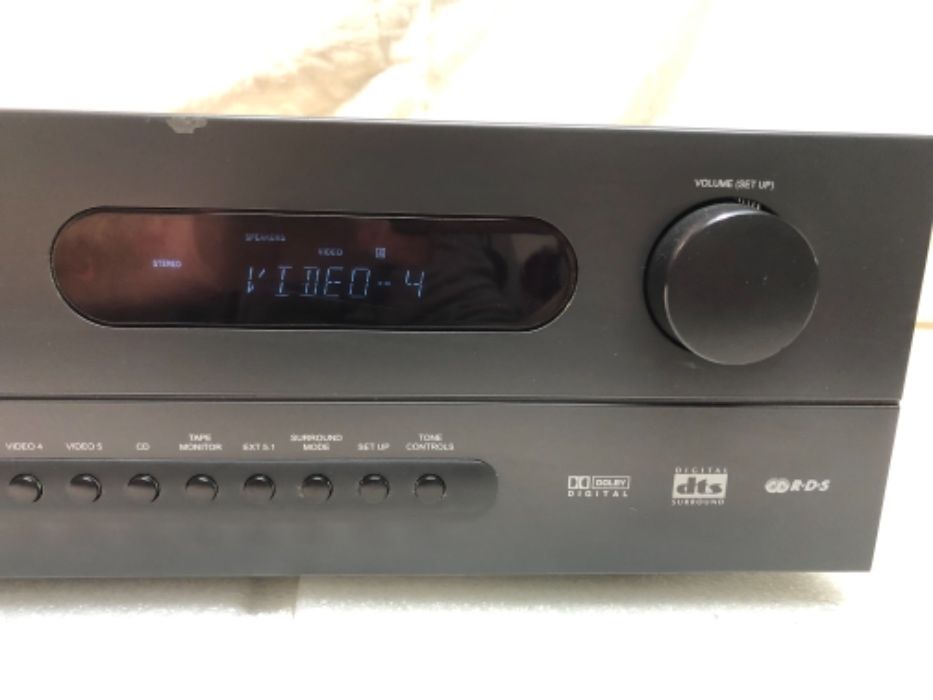 VOLUME (SET UP)
SPEAKERS
VIDEO
STEREO
VIDEO-4
VIDEO 4
VIDEO 5
CD
TAPE
MONITOR
EXT 5.1
SURROUND
MODE
SET UP
TONE
CONTROLS
DOLBY
DIGITAL
DIGITAL
dts
SURROUND
R·D·S